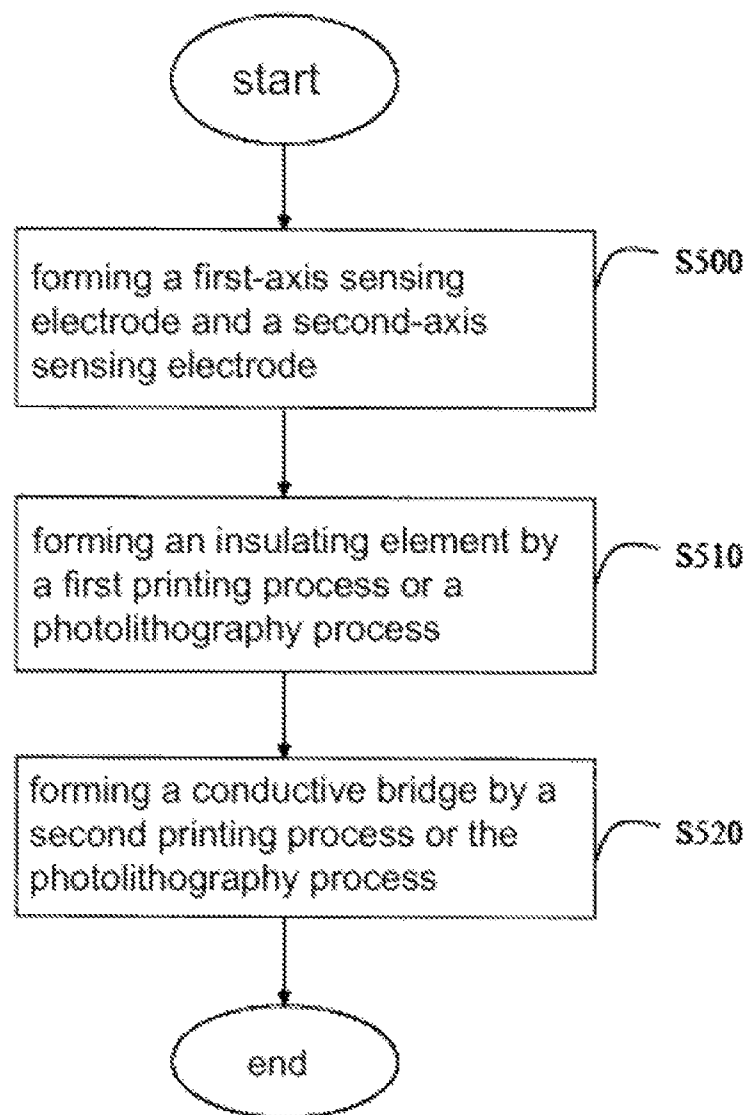 start
forming a first-axis sensing
electrode and a second-axis
sensing electrode
S500
forming an insulating element by
a first printing process or a
photolithography process
S510
forming a conductive bridge by a
second printing process or the
photolithography process
S520
end